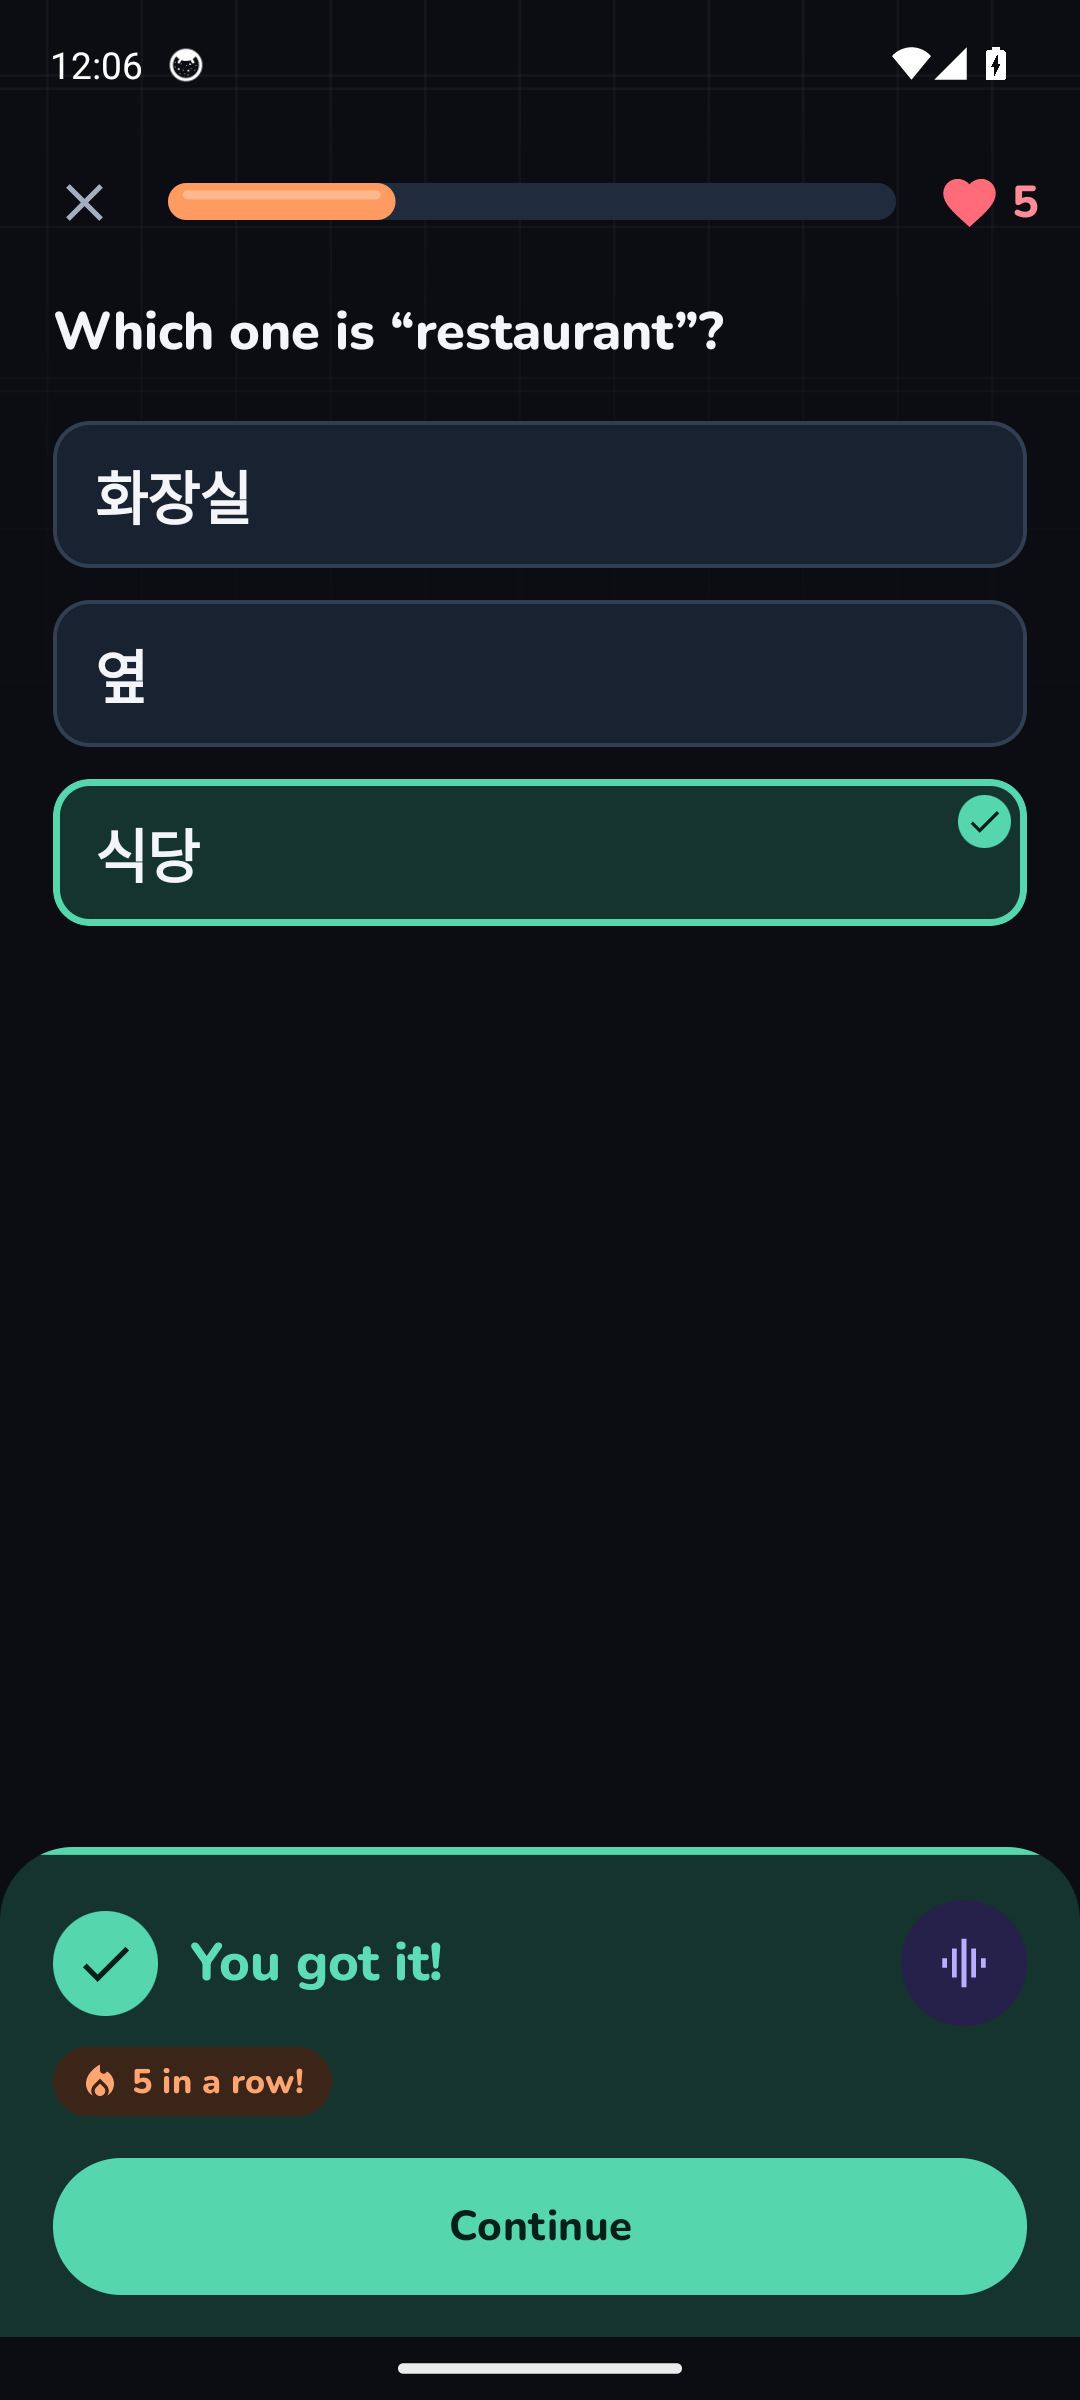 12:06
5
Which one is “restaurant”?
화장실
옆
식당
You got it!
5 in a row!
Continue